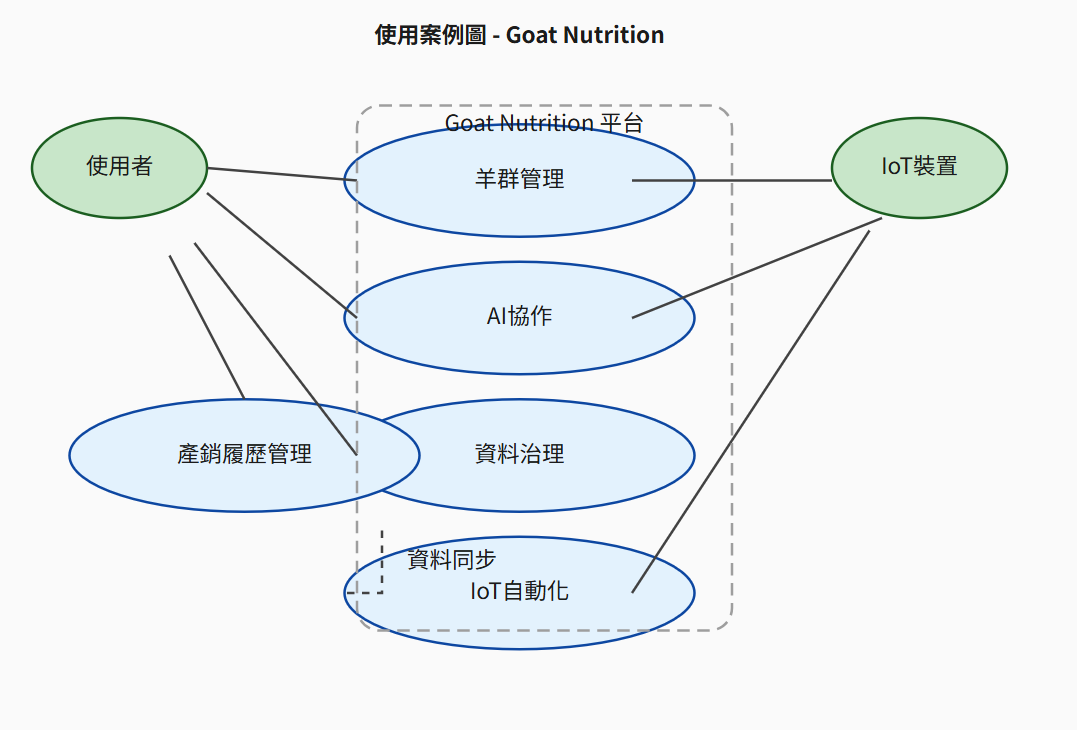 使用案例圖 - Goat Nutrition
Goat Nutrition 平台
使用者
羊群管理
IoT裝置
AI協作
產銷履歷管理
資料治理
資料同步
IoT自動化